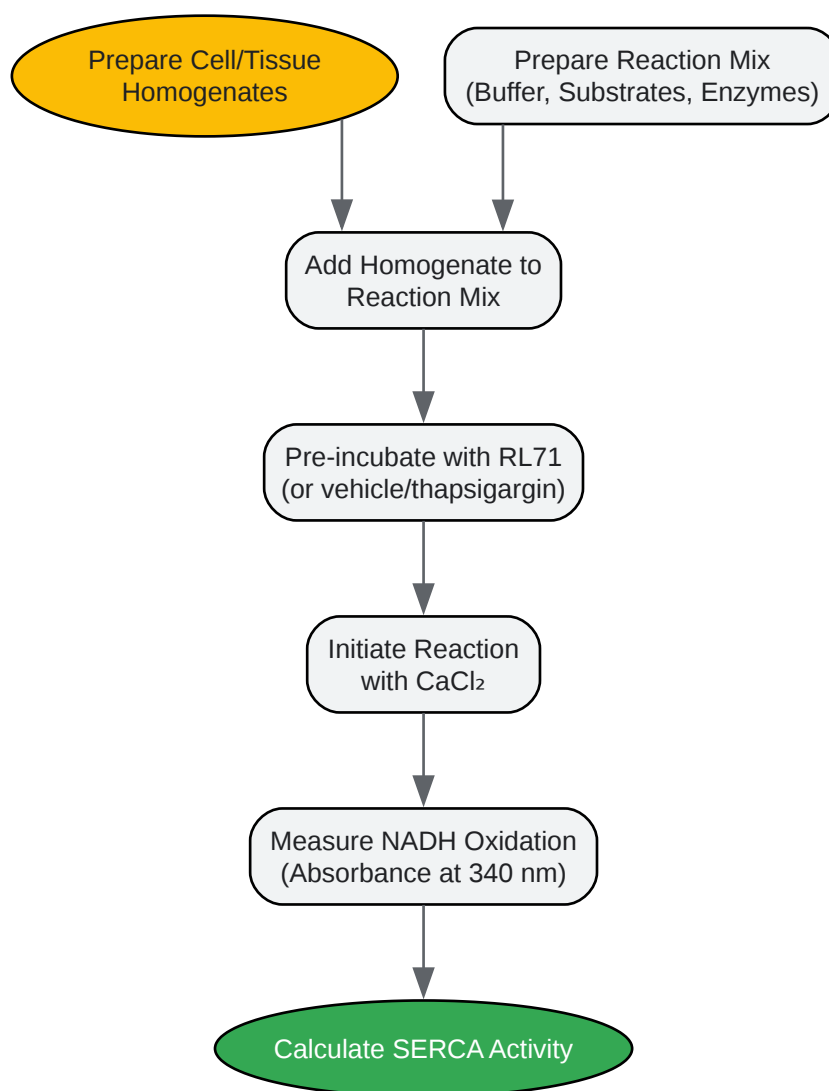 Prepare Cell/Tissue
Homogenates
Prepare Reaction Mix
(Buffer, Substrates, Enzymes)
Add Homogenate to
Reaction Mix
Pre-incubate with RL71
(or vehicle/thapsigargin)
Initiate Reaction
with CaCl₂
Measure NADH Oxidation
(Absorbance at 340 nm)
Calculate SERCA Activity